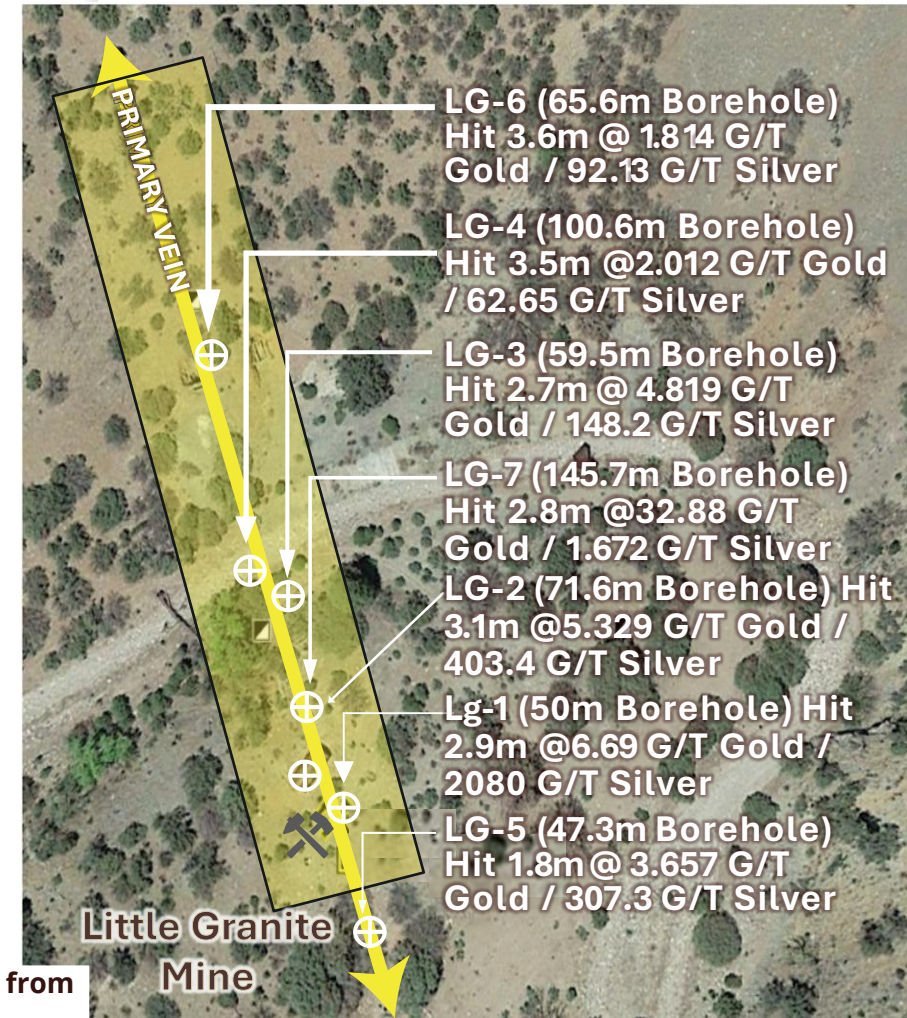 PRIMARY VEIN
LG-6 (65.6m Borehole)
Hit 3.6m @ 1.814 G/T
Gold / 92.13 G/T Silver
LG-4 (100.6m Borehole)
Hit 3.5m @2.012 G/T Gold
/ 62.65 G/T Silver
LG-3 (59.5m Borehole)
Hit 2.7m @ 4.819 G/T
Gold / 148.2 G/T Silver
LG-7 (145.7m Borehole)
Hit 2.8m @32.88 G/T
Gold / 1.672 G/T Silver
LG-2 (71.6m Borehole) Hit
3.1m @5.329 G/T Gold /
403.4 G/T Silver
Lg-1 (50m Borehole) Hit
2.9m @6.69 G/T Gold /
2080 G/T Silver
LG-5 (47.3m Borehole)
Hit 1.8m@ 3.657 G/T
Gold / 307.3 G/T Silver
Little Granite
Mine
from